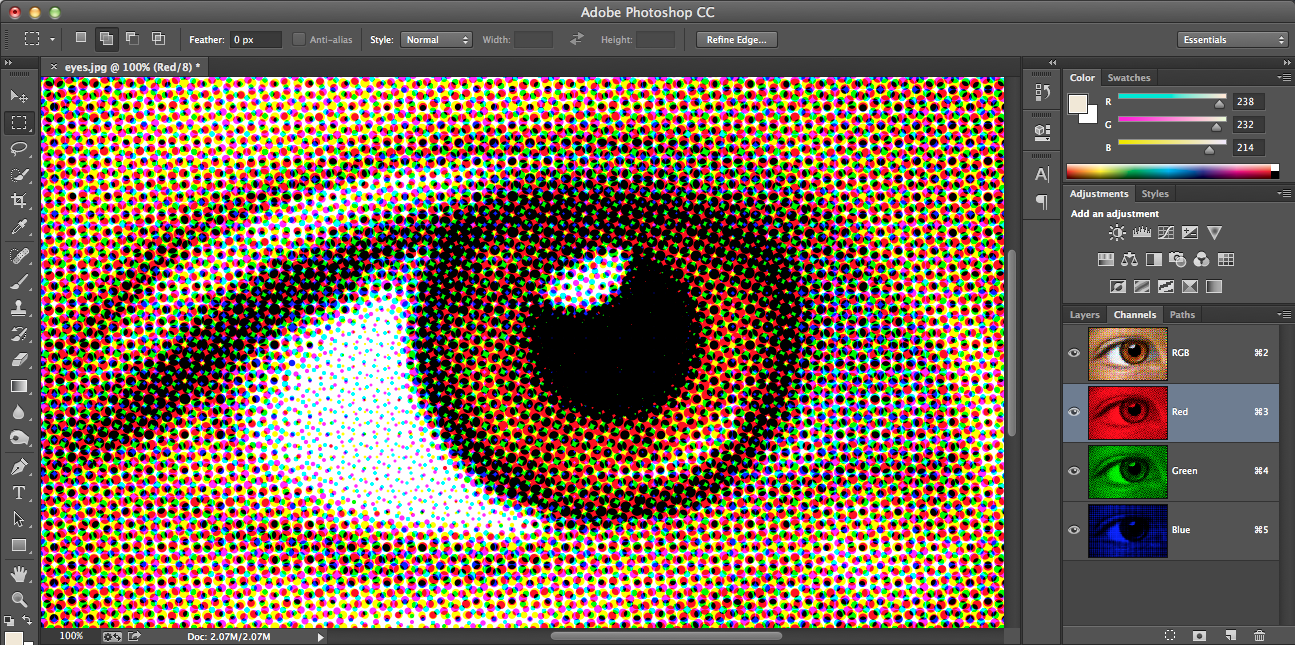 Adobe Photoshop CC
Feather: 0 px Anti-alias Style: Normal Width: Height: Refine Edge... Essentials
× eyes.jpg @ 100% (Red/8) *
Color Swatches
R 238
G 232
B 214
Adjustments Styles
Add an adjustment
Layers Channels Paths
RGB ⌘2
Red ⌘3
Green ⌘4
Blue ⌘5
A
¶
T
100% Doc: 2.07M/2.07M